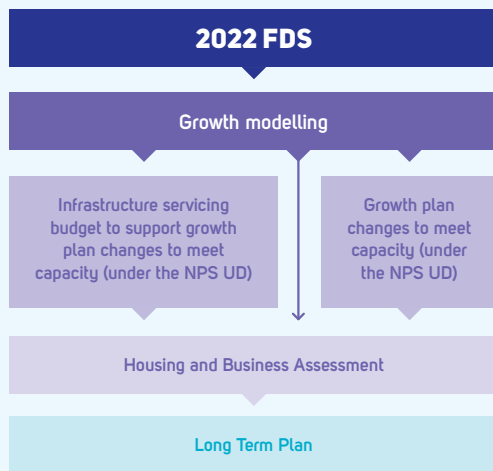 2022 FDS
Growth modelling
Infrastructure servicing
budget to support growth
plan changes to meet
capacity (under the NPS UD)
Growth plan
changes to meet
capacity (under
the NPS UD)
Housing and Business Assessment
Long Term Plan